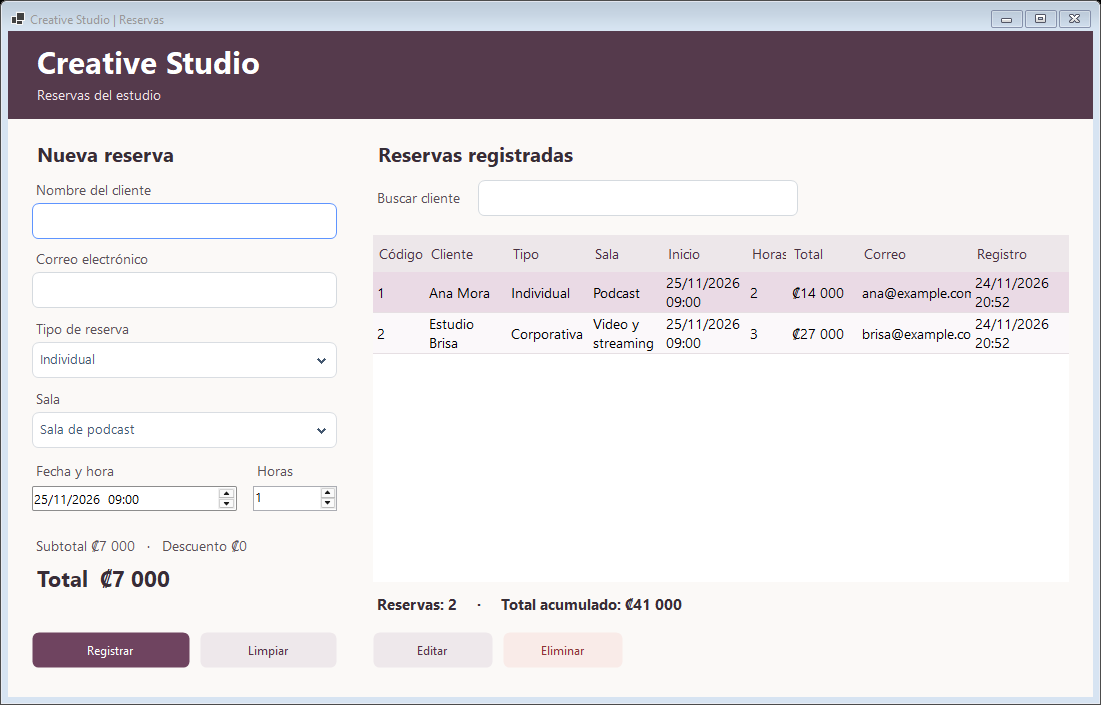 Creative Studio | Reservas
Creative Studio
Reservas del estudio
Nueva reserva
Nombre del cliente
Correo electrónico
Tipo de reserva
Individual
Sala
Sala de podcast
Fecha y hora Horas
25/11/2026 09:00 1
Subtotal ₡7 000 · Descuento ₡0
Total ₡7 000
Registrar Limpiar
Reservas registradas
Buscar cliente
Código Cliente Tipo Sala Inicio Horas Total Correo Registro
1 Ana Mora Individual Podcast 25/11/2026 09:00 2 ₡14 000 ana@example.com 24/11/2026 20:52
2 Estudio Brisa Corporativa Video y streaming 25/11/2026 09:00 3 ₡27 000 brisa@example.co 24/11/2026 20:52
Reservas: 2 · Total acumulado: ₡41 000
Editar Eliminar